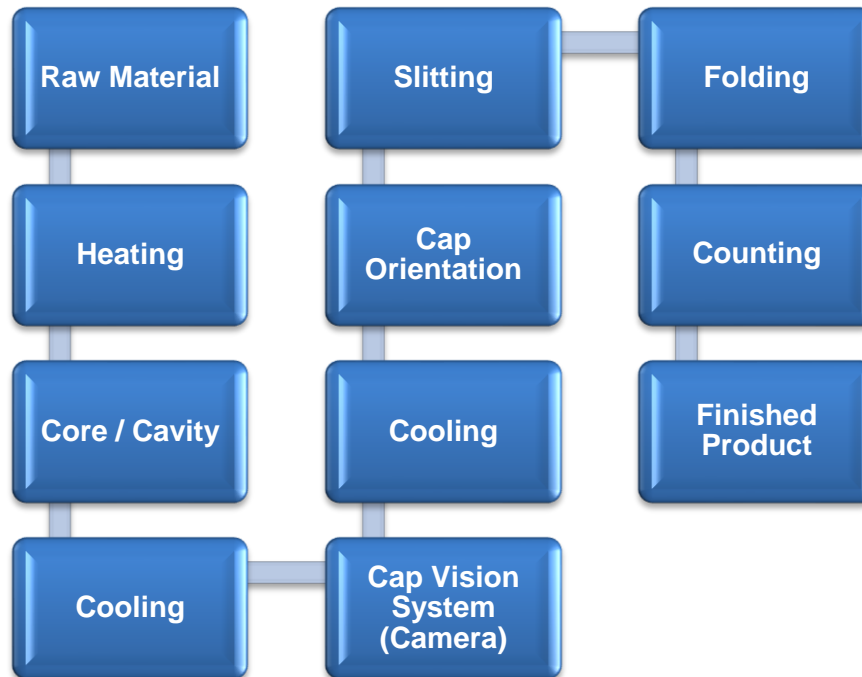 Raw Material
Heating
Core / Cavity
Cooling
Cap Vision
System
(Camera)
Cooling
Cap
Orientation
Slitting
Folding
Counting
Finished
Product